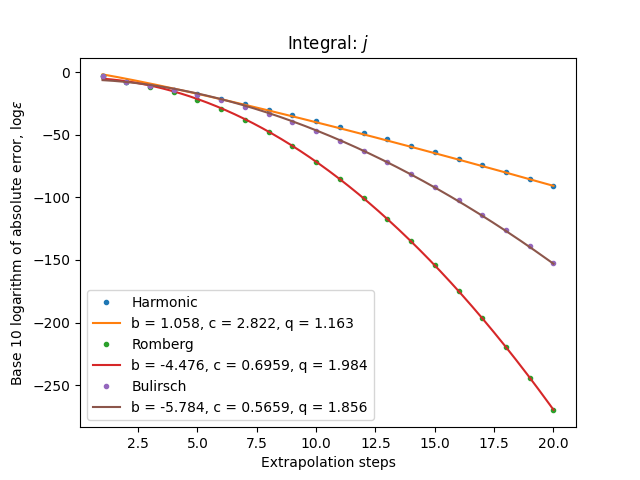 Integral: j
Base 10 logarithm of absolute error, logε
0
−50
−100
−150
−200
−250
Harmonic
b = 1.058, c = 2.822, q = 1.163
Romberg
b = -4.476, c = 0.6959, q = 1.984
Bulirsch
b = -5.784, c = 0.5659, q = 1.856
2.5 5.0 7.5 10.0 12.5 15.0 17.5 20.0
Extrapolation steps